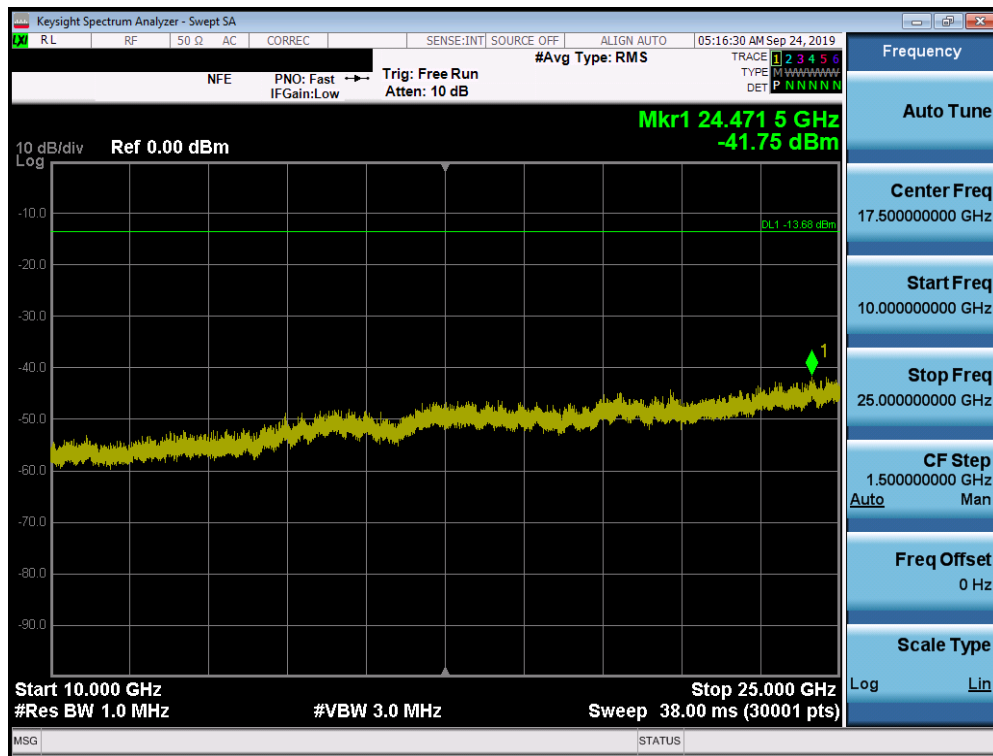 Keysight Spectrum Analyzer - Swept SA
LXI RL RF 50 Ω AC CORREC SENSE:INT SOURCE OFF ALIGN AUTO 05:16:30 AM Sep 24, 2019
#Avg Type: RMS
TRACE 1 2 3 4 5 6
TYPE M W W W W W
DET P N N N N N
NFE
PNO: Fast
IFGain:Low
Trig: Free Run
Atten: 10 dB
Mkr1 24.471 5 GHz
-41.75 dBm
10 dB/div
Log
Ref 0.00 dBm
-10.0
DL1 -13.68 dBm
-20.0
-30.0
1
-40.0
-50.0
-60.0
-70.0
-80.0
-90.0
Start 10.000 GHz
Stop 25.000 GHz
#Res BW 1.0 MHz
#VBW 3.0 MHz
Sweep 38.00 ms (30001 pts)
MSG
STATUS
Frequency
Auto Tune
Center Freq
17.500000000 GHz
Start Freq
10.000000000 GHz
Stop Freq
25.000000000 GHz
CF Step
1.500000000 GHz
Auto Man
Freq Offset
0 Hz
Scale Type
Log Lin